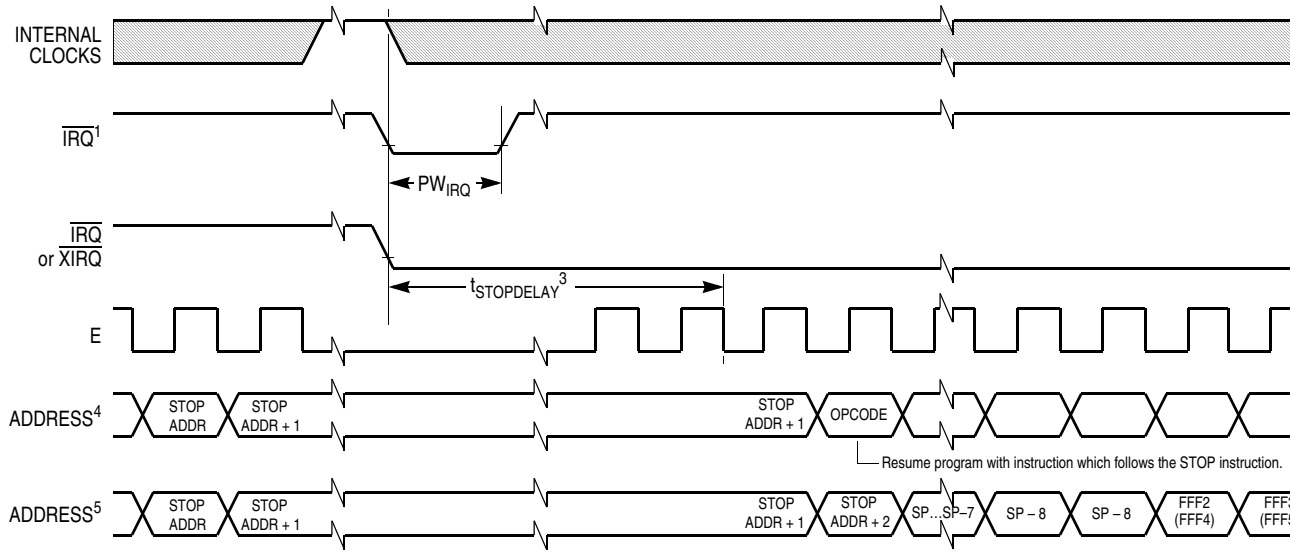 INTERNAL
CLOCKS
IRQ1
PWIRQ
IRQ
or XIRQ
tSTOPDELAY3
E
ADDRESS4
STOP
ADDR
STOP
ADDR + 1
STOP
ADDR + 1
OPCODE
Resume program with instruction which follows the STOP instruction.
ADDRESS5
STOP
ADDR
STOP
ADDR + 1
STOP
ADDR + 1
STOP
ADDR + 2
SP...SP–7
SP – 8
SP – 8
FFF2
(FFF4)
FFF3
(FFF5